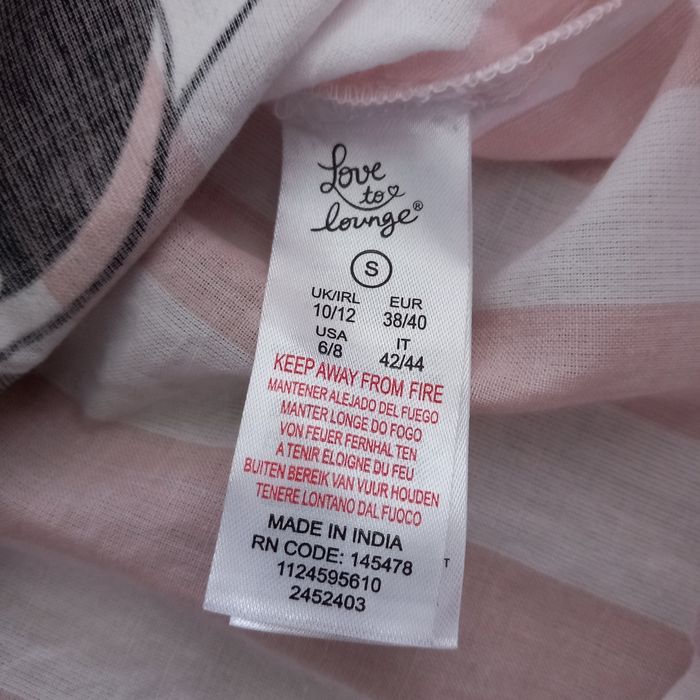 Love
to
lounge®
S
UK/IRL EUR
10/12 38/40
USA IT
6/8 42/44
KEEP AWAY FROM FIRE
MANTENER ALEJADO DEL FUEGO
MANTER LONGE DO FOGO
VON FEUER FERNHAL TEN
A TENIR ELOIGNE DU FEU
BUITEN BEREIK VAN VUUR HOUDEN
TENERE LONTANO DAL FUOCO
MADE IN INDIA
RN CODE: 145478
1124595610
2452403
T